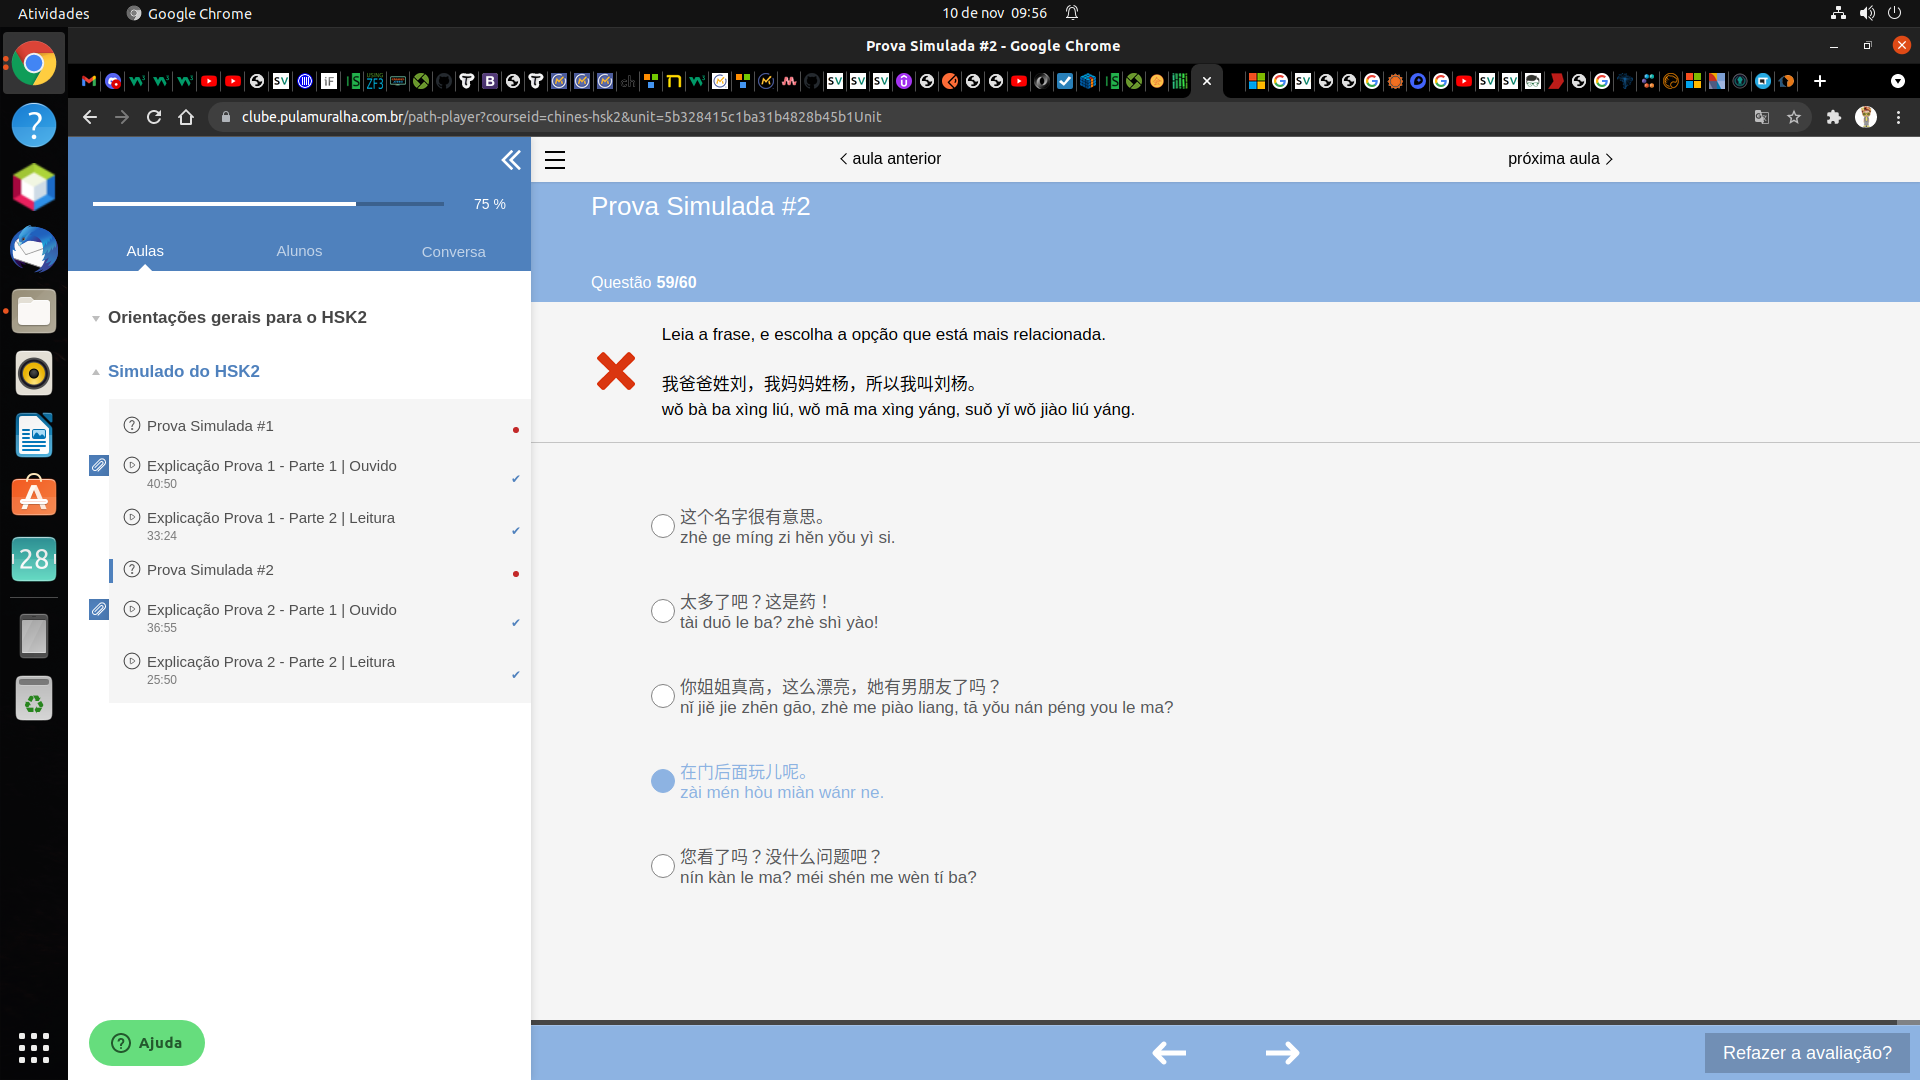 Atividades
Google Chrome
10 de nov 09:56
Prova Simulada #2 - Google Chrome
clube.pulamuralha.com.br/path-player?courseid=chines-hsk2&unit=5b328415c1ba31b4828b45b1Unit
75 %
Aulas
Alunos
Conversa
Orientações gerais para o HSK2
Simulado do HSK2
Prova Simulada #1
Explicação Prova 1 - Parte 1 | Ouvido
40:50
Explicação Prova 1 - Parte 2 | Leitura
33:24
Prova Simulada #2
Explicação Prova 2 - Parte 1 | Ouvido
36:55
Explicação Prova 2 - Parte 2 | Leitura
25:50
Ajuda
28
aula anterior
próxima aula
Prova Simulada #2
Questão 59/60
Leia a frase, e escolha a opção que está mais relacionada.
我爸爸姓刘，我妈妈姓杨，所以我叫刘杨。
wǒ bà ba xìng liú, wǒ mā ma xìng yáng, suǒ yǐ wǒ jiào liú yáng.
这个名字很有意思。
zhè ge míng zi hěn yǒu yì si.
太多了吧？这是药！
tài duō le ba? zhè shì yào!
你姐姐真高，这么漂亮，她有男朋友了吗？
nǐ jiě jie zhēn gāo, zhè me piào liang, tā yǒu nán péng you le ma?
在门后面玩儿呢。
zài mén hòu miàn wánr ne.
您看了吗？没什么问题吧？
nín kàn le ma? méi shén me wèn tí ba?
Refazer a avaliação?